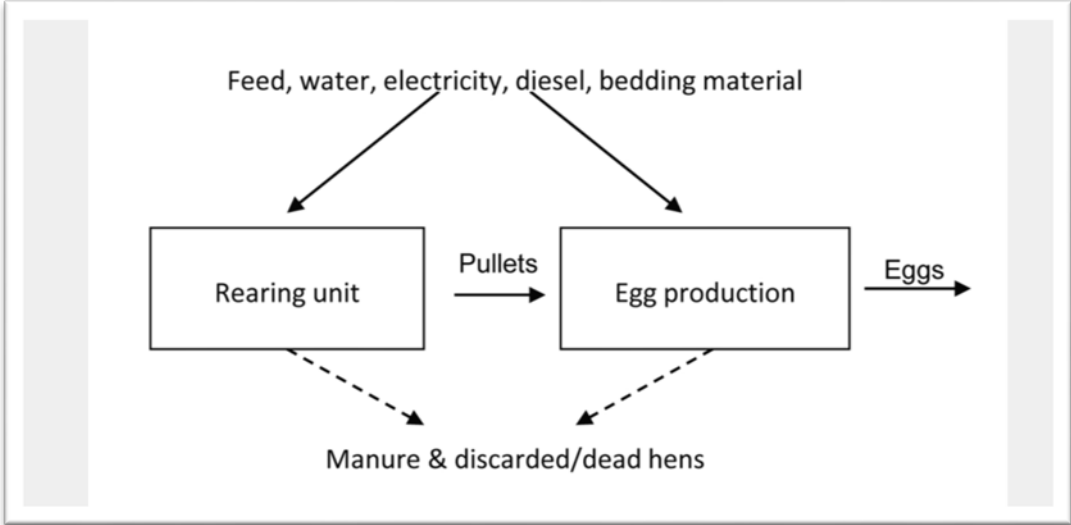 Feed, water, electricity, diesel, bedding material
Rearing unit
Pullets
Egg production
Eggs
Manure & discarded/dead hens